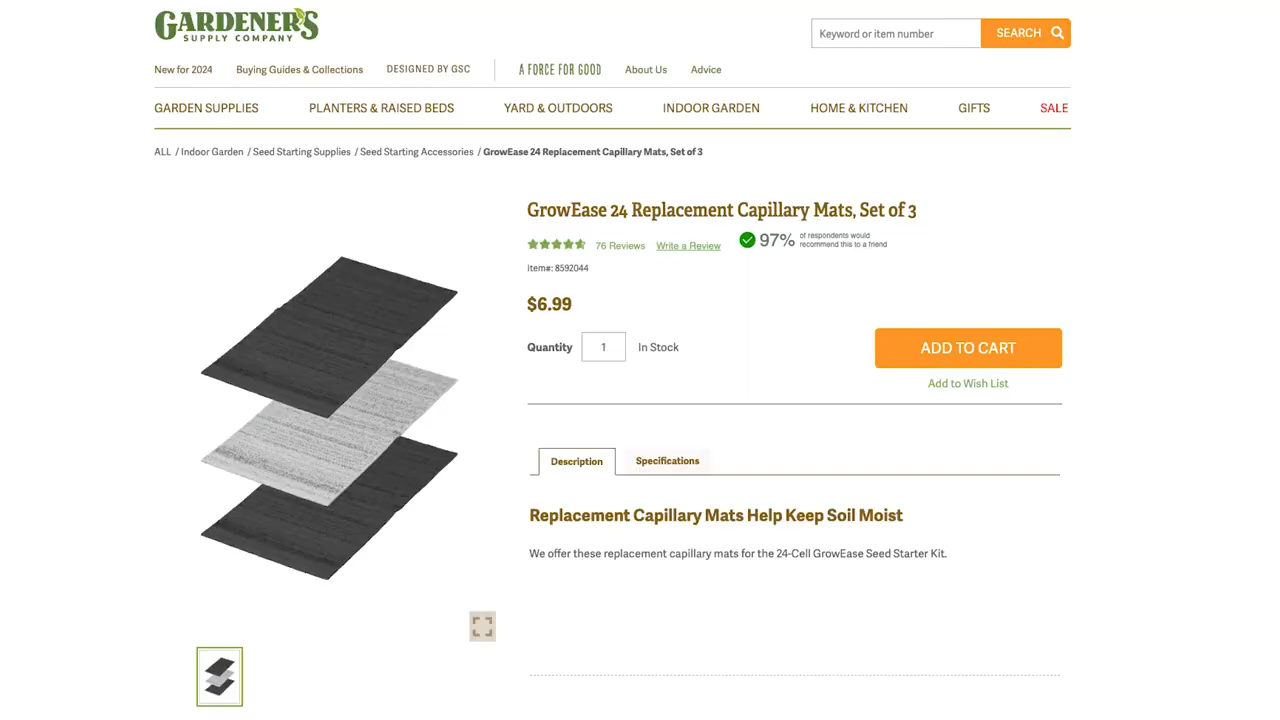 GARDENER'S
SUPPLY COMPANY
Keyword or item number
SEARCH
New for 2024
Buying Guides & Collections
DESIGNED BY GSC
A FORCE FOR GOOD
About Us
Advice
GARDEN SUPPLIES
PLANTERS & RAISED BEDS
YARD & OUTDOORS
INDOOR GARDEN
HOME & KITCHEN
GIFTS
SALE
ALL / Indoor Garden / Seed Starting Supplies / Seed Starting Accessories / GrowEase 24 Replacement Capillary Mats, Set of 3
GrowEase 24 Replacement Capillary Mats, Set of 3
76 Reviews
Write a Review
97%
of respondents would
recommend this to a friend
Item#: 8592044
$6.99
Quantity
1
In Stock
ADD TO CART
Add to Wish List
Description
Specifications
Replacement Capillary Mats Help Keep Soil Moist
We offer these replacement capillary mats for the 24-Cell GrowEase Seed Starter Kit.